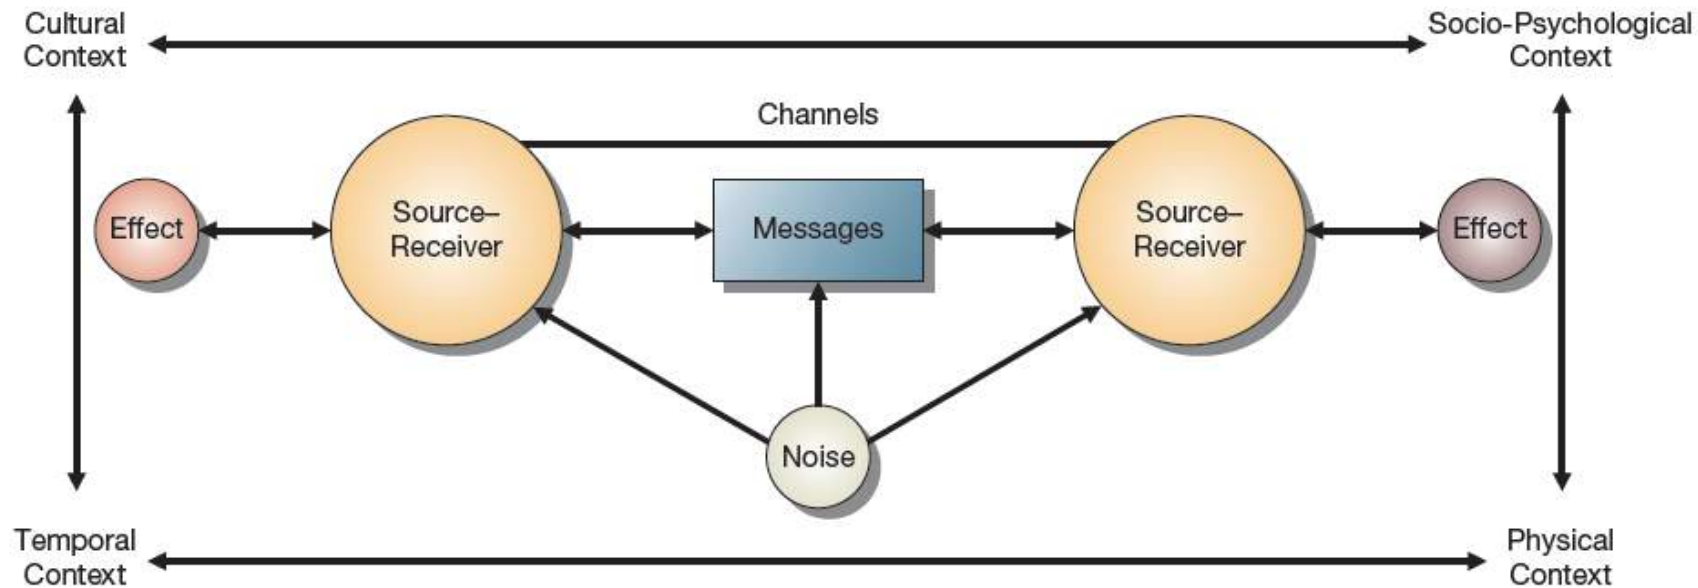 Cultural
Context
Socio-Psychological
Context
Channels
Effect
Source–
Receiver
Messages
Source–
Receiver
Effect
Noise
Temporal
Context
Physical
Context